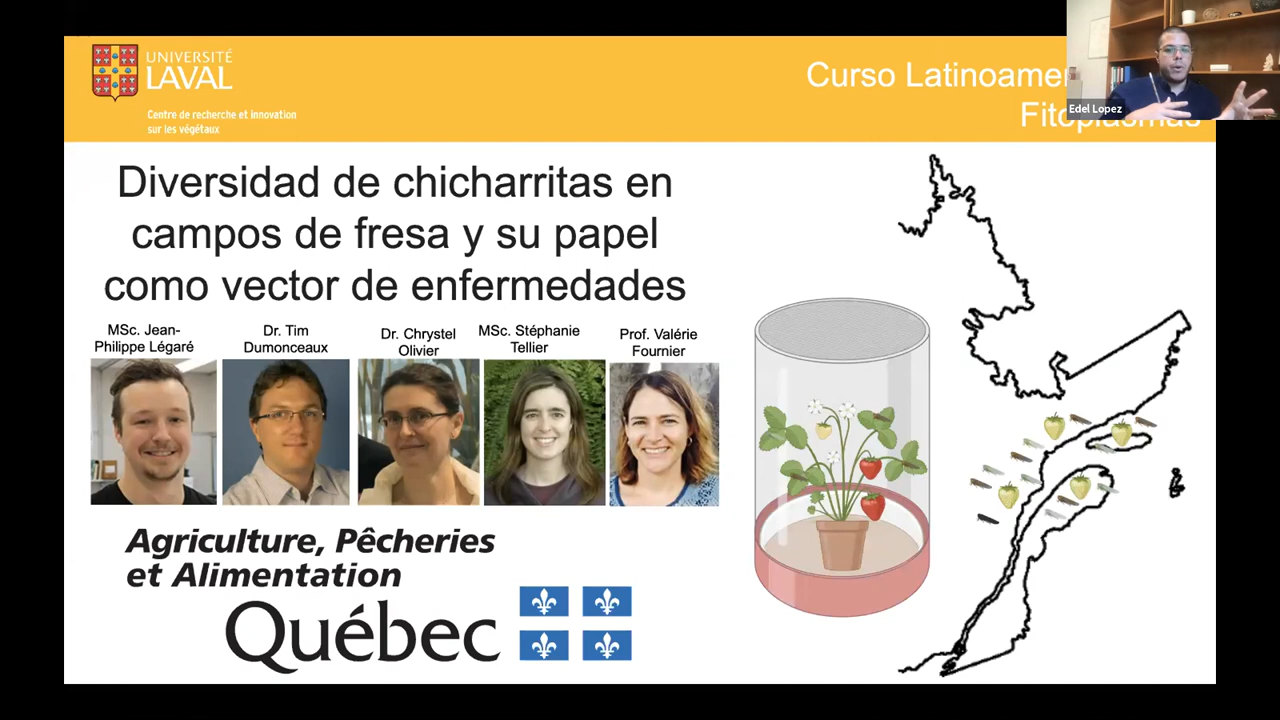 UNIVERSITÉ
LAVAL
Centre de recherche et innovation
sur les végétaux
Curso Latinoamer
Edel Lopez
Diversidad de chicharritas en
campos de fresa y su papel
como vector de enfermedades
MSc. Jean-
Philippe Légaré
Dr. Tim
Dumonceaux
Dr. Chrystel
Olivier
MSc. Stéphanie
Tellier
Prof. Valérie
Fournier
Agriculture, Pêcheries
et Alimentation
Québec